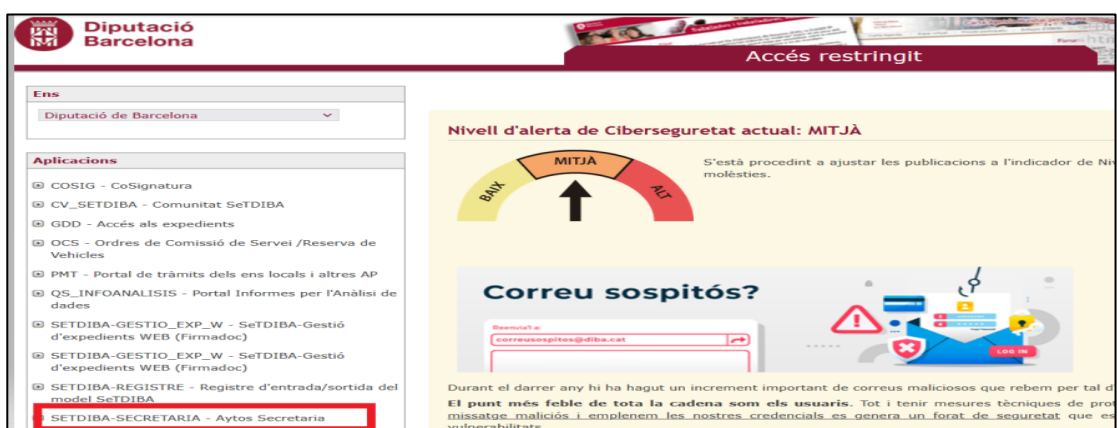 Diputació
Barcelona
Accés restringit
Ens
Diputació de Barcelona
Aplicacions
COSIG - CoSignatura
CV_SETDIBA - Comunitat SeTDIBA
GDD - Accés als expedients
OCS - Ordres de Comissió de Servei /Reserva de
Vehicles
PMT - Portal de tràmits dels ens locals i altres AP
QS_INFOANALISIS - Portal Informes per l'Anàlisi de
dades
SETDIBA-GESTIO_EXP_W - SeTDIBA-Gestió
d'expedients WEB (Firmadoc)
SETDIBA-GESTIO_EXP_W - SeTDIBA-Gestió
d'expedients WEB (Firmadoc)
SETDIBA-REGISTRE - Registre d'entrada/sortida del
model SeTDIBA
SETDIBA-SECRETARIA - Aytos Secretaria
Nivell d'alerta de Ciberseguretat actual: MITJÀ
BAIX
MITJÀ
ALT
S'està procedint a ajustar les publicacions a l'indicador de
molèsties.
Correu sospitós?
Reenvia'l a:
correusospitos@diba.cat
LOG IN
Durant el darrer any hi ha hagut un increment important de correus maliciosos que rebem per tal
El punt més feble de tota la cadena som els usuaris. Tot i tenir mesures tècniques de
missatge maliciós i emplenem les nostres credencials es genera un forat de seguretat que
vulnerabilitats